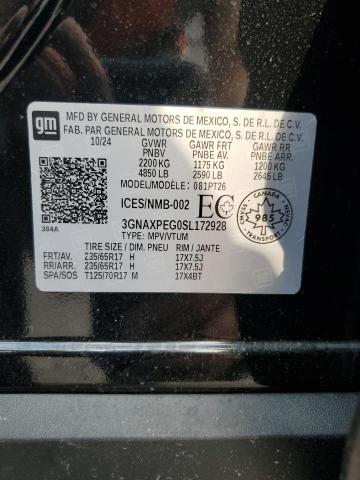 gm
MFD BY GENERAL MOTORS DE MEXICO, S. DE R.L. DE C.V.
FAB. PAR GENERAL MOTORS DE MEXICO, S. DE R.L. DE C.V.
10/24 GVWR GAWR FRT GAWR RR
PNBV PNBE AV. PNBE ARR.
2200 KG 1175 KG 1200 KG
4850 LB 2590 LB 2645 LB
MODEL/MODÈLE: 081PT26
ICES/NMB-002 EC
CANADA 985
384A
3GNAXPEG0SL172928
TYPE: MPV/VTUM
TIRE SIZE / DIM. PNEU RIM / JANTE
FRT/AV. 235/65R17 H 17X7.5J
RR/ARR. 235/65R17 H 17X7.5J
SPA/SOS T125/70R17 M 17X4BT